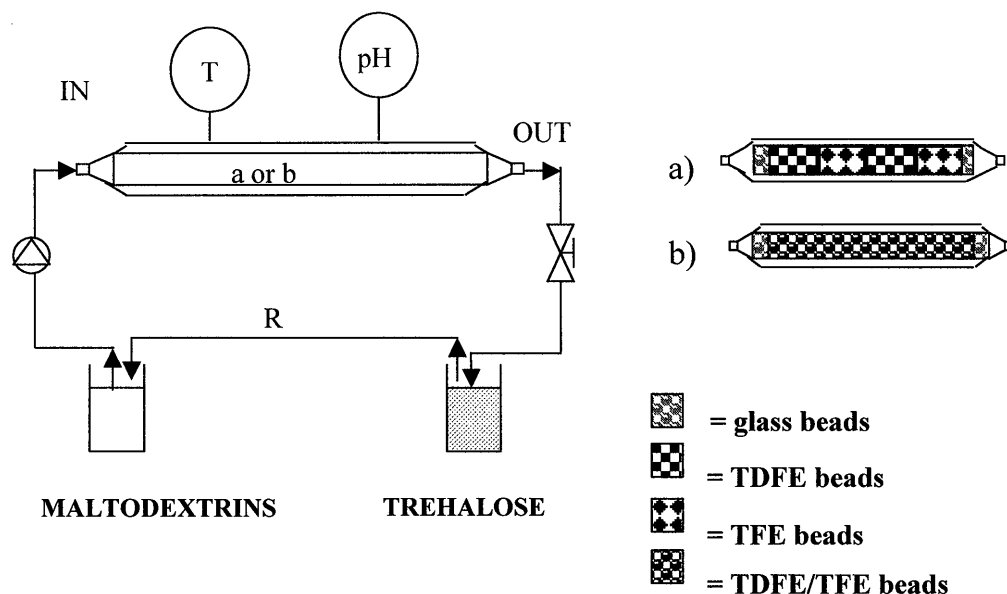 IN
T
pH
OUT
a or b
R
MALTODEXTRINS
TREHALOSE
a)
b)
= glass beads
= TDFE beads
= TFE beads
= TDFE/TFE beads